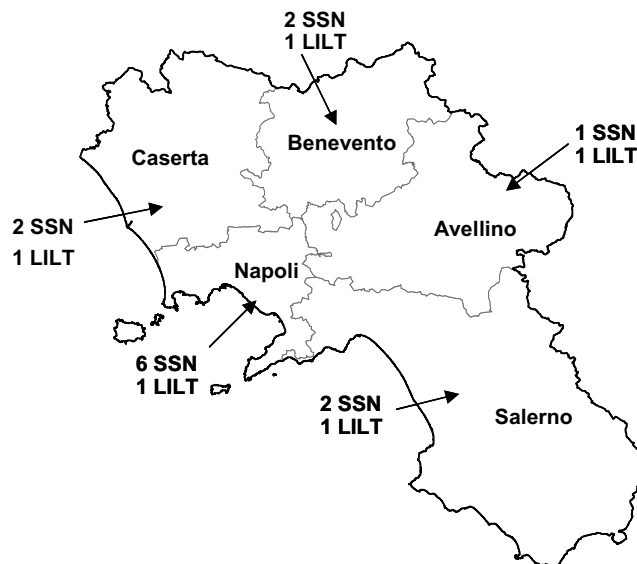 2 SSN
1 LILT
Benevento
1 SSN
1 LILT
Caserta
2 SSN
1 LILT
Avellino
Napoli
6 SSN
1 LILT
2 SSN
1 LILT
Salerno